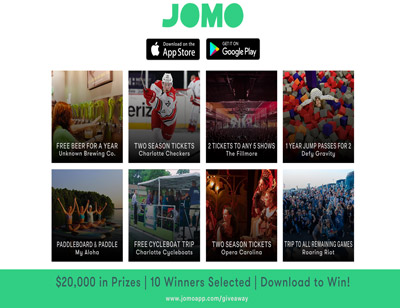 JOMO
Download on the
App Store
GET IT ON
Google Play
FREE BEER FOR A YEAR
Unknown Brewing Co.
TWO SEASON TICKETS
Charlotte Checkers
2 TICKETS TO ANY 5 SHOWS
The Fillmore
1 YEAR JUMP PASSES FOR 2
Defy Gravity
PADDLEBOARD & PADDLE
My Aloha
FREE CYCLEBOAT TRIP
Charlotte Cycleboats
TWO SEASON TICKETS
Opera Carolina
TRIP TO ALL REMAINING GAMES
Roaring Riot
$20,000 in Prizes | 10 Winners Selected | Download to Win!
www.jomoapp.com/giveaway